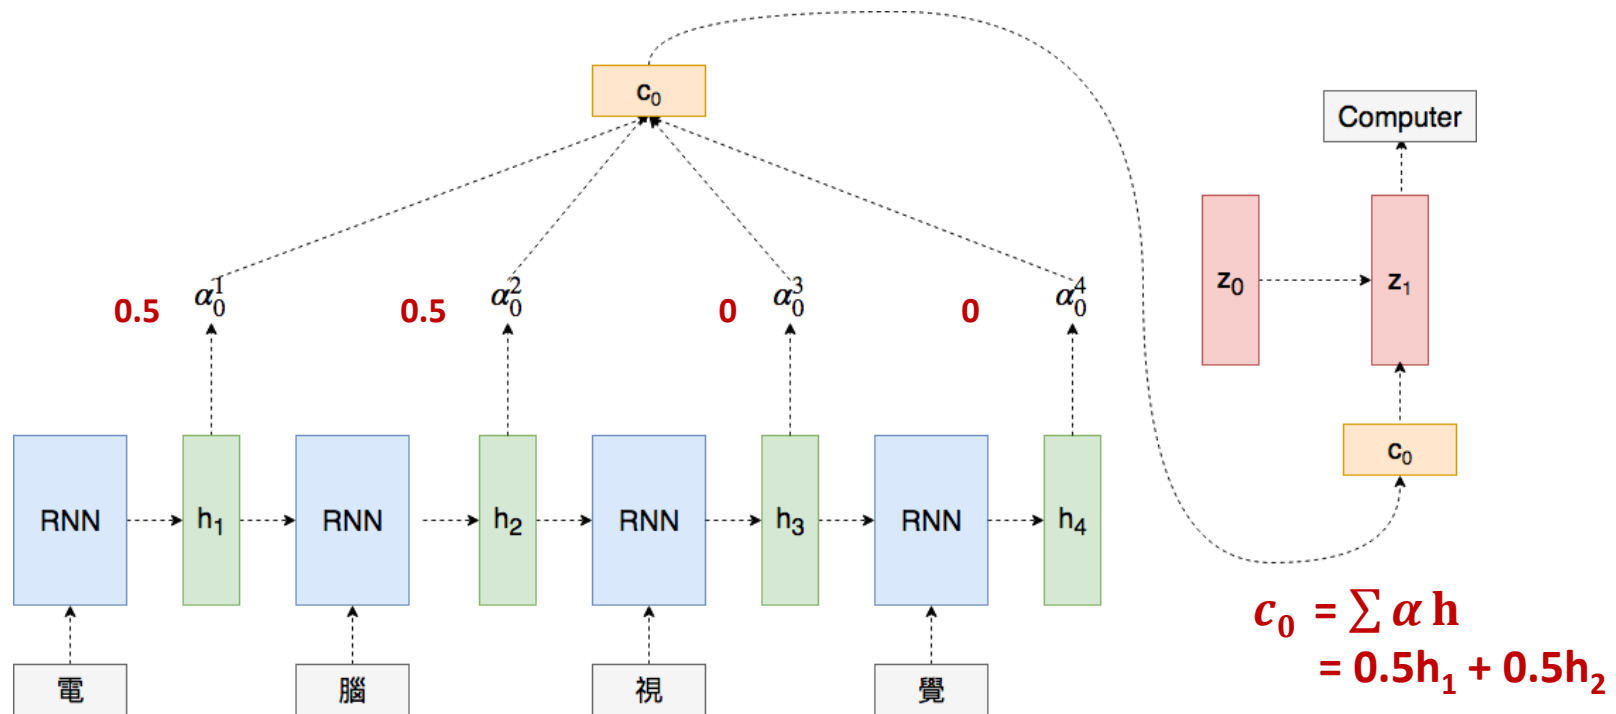 c₀
Computer
0.5 α₀¹ 0.5 α₀² 0 α₀³ 0 α₀⁴
z₀ z₁
c₀
RNN h₁ RNN h₂ RNN h₃ RNN h₄
c₀ = ∑ α h
= 0.5h₁ + 0.5h₂
電 腦 視 覺